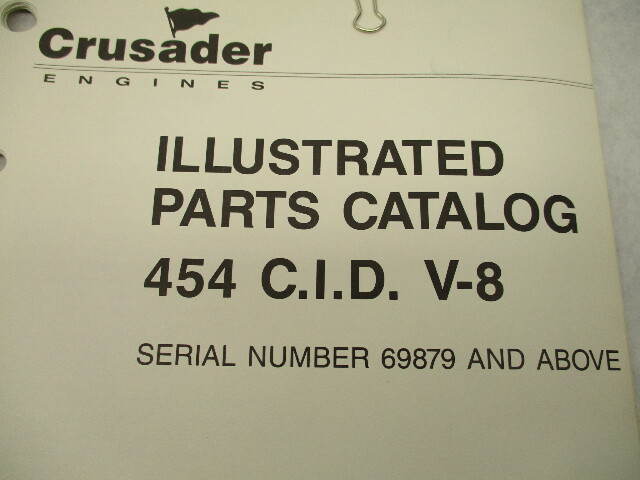 Crusader
ENGINES
ILLUSTRATED
PARTS CATALOG
454 C.I.D. V-8
SERIAL NUMBER 69879 AND ABOVE